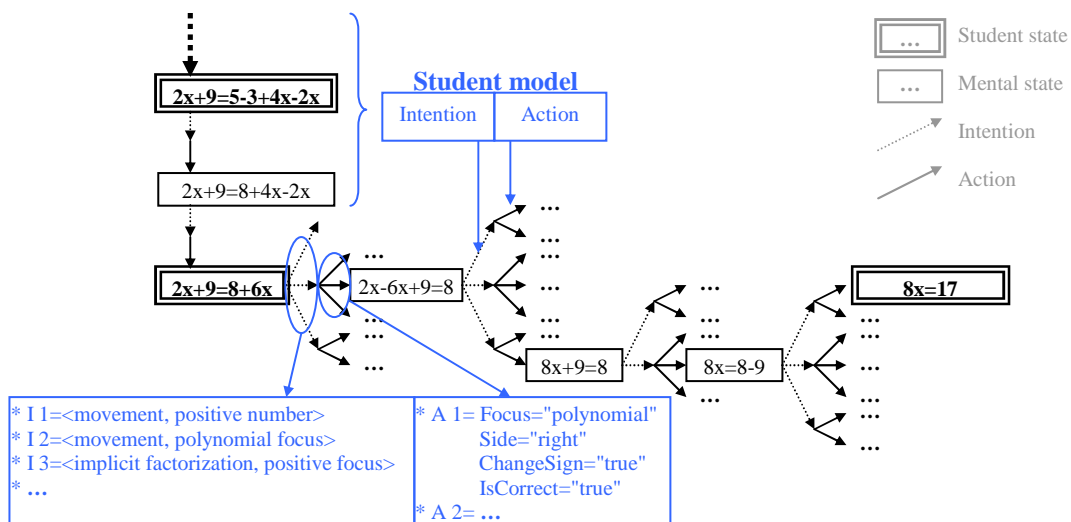 2x+9=5-3+4x-2x
Student model
Intention
Action
2x+9=8+4x-2x
2x+9=8+6x
...
...
...
...
2x-6x+9=8
...
...
...
...
...
...
...
8x+9=8
...
...
...
...
8x=8-9
8x=17
...
...
...
...
...
...
Student state
...
Mental state
Intention
Action
* I 1=<movement, positive number>
* I 2=<movement, polynomial focus>
* I 3=<implicit factorization, positive focus>
* ...
* A 1= Focus="polynomial"
Side="right"
ChangeSign="true"
IsCorrect="true"
* A 2= ...